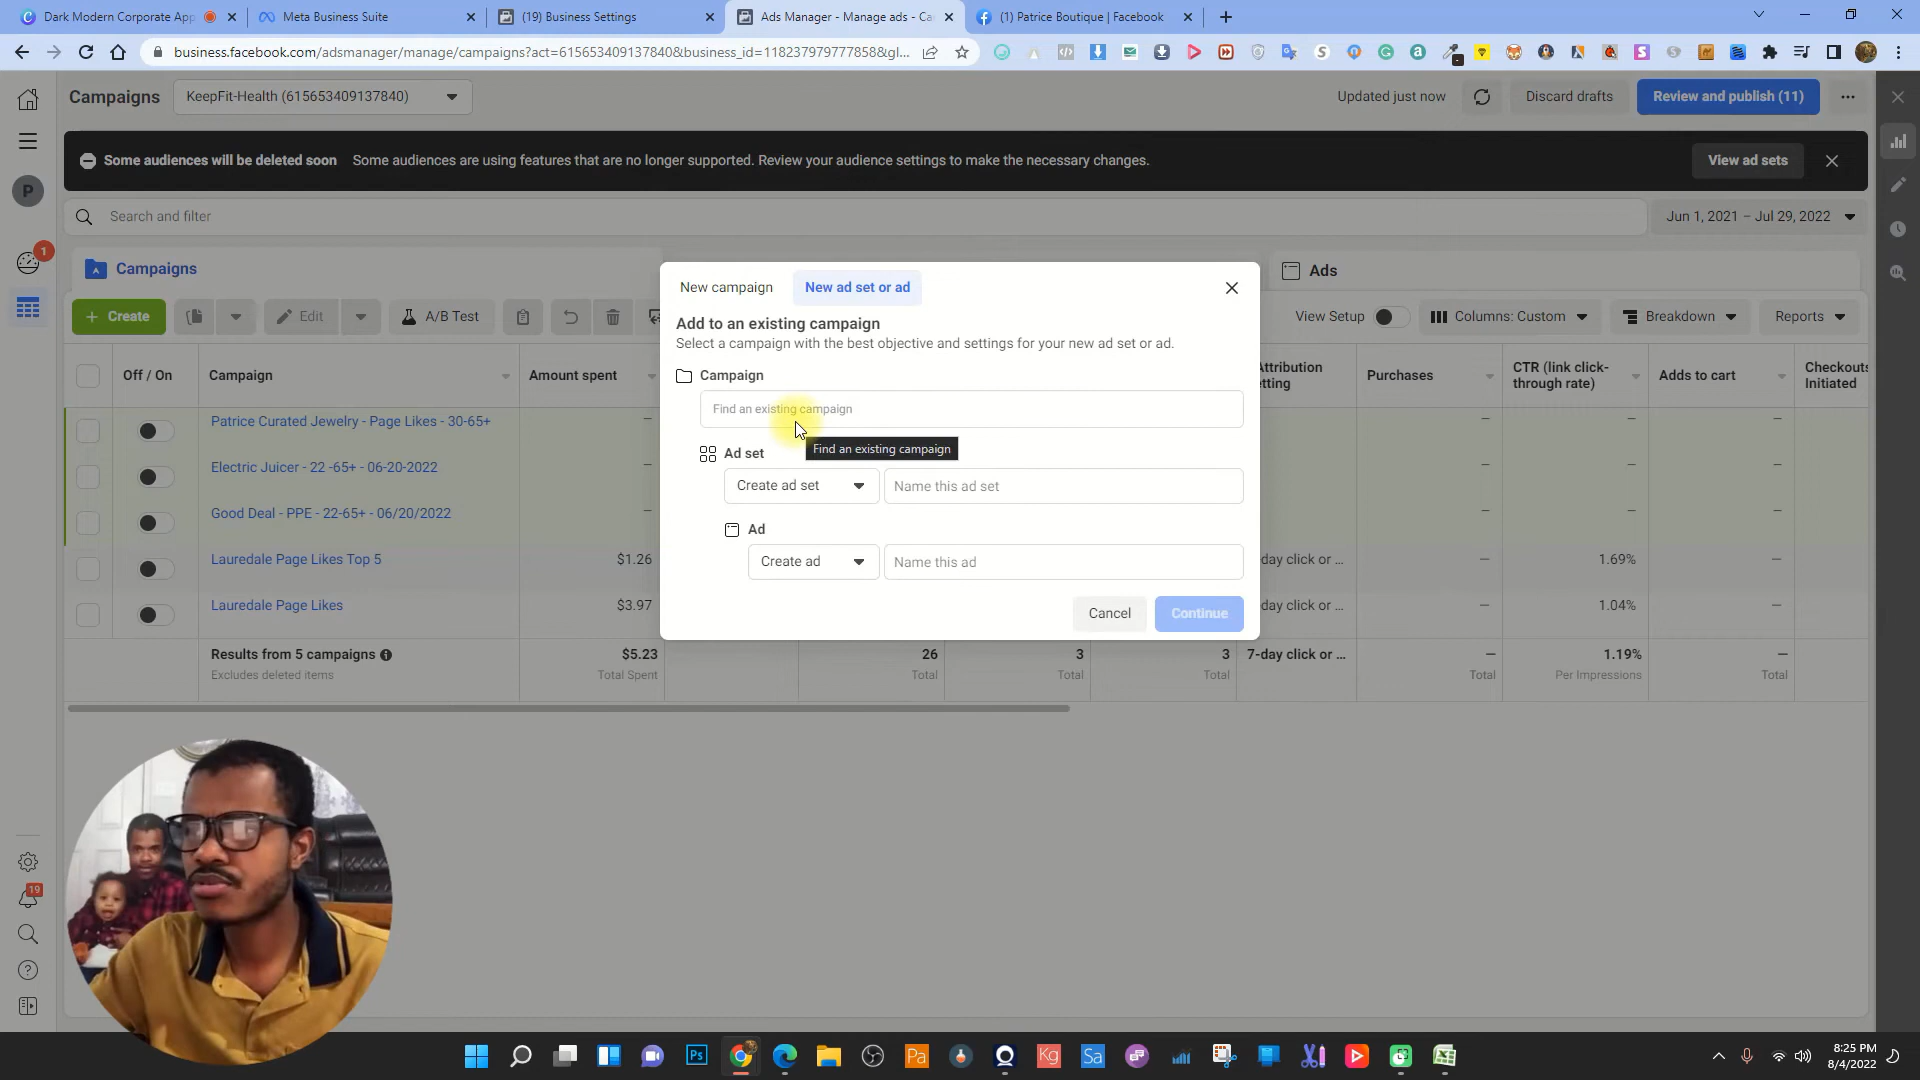 Dark Modern Corporate App
Meta Business Suite
(19) Business Settings
Ads Manager - Manage ads - Ca
(1) Patrice Boutique | Facebook
business.facebook.com/adsmanager/manage/campaigns?act=615653409137840&business_id=1182379797777858&gl...
Campaigns
KeepFit-Health (615653409137840)
Updated just now
Discard drafts
Review and publish (11)
Some audiences will be deleted soon
Some audiences are using features that are no longer supported. Review your audience settings to make the necessary changes.
View ad sets
P
Search and filter
Jun 1, 2021 – Jul 29, 2022
1
Campaigns
Ads
New campaign
New ad set or ad
Create
Edit
A/B Test
View Setup
Columns: Custom
Breakdown
Reports
Add to an existing campaign
Select a campaign with the best objective and settings for your new ad set or ad.
Off / On
Campaign
Amount spent
Attribution
etting
Purchases
CTR (link click-
through rate)
Adds to cart
Checkouts
Initiated
Campaign
Find an existing campaign
Find an existing campaign
Ad set
Create ad set
Name this ad set
Ad
Create ad
Name this ad
Cancel
Continue
Patrice Curated Jewelry - Page Likes - 30-65+
—
—
—
—
Electric Juicer - 22 -65+ - 06-20-2022
—
—
—
—
Good Deal - PPE - 22-65+ - 06/20/2022
—
—
—
—
Lauredale Page Likes Top 5
$1.26
-day click or ...
—
1.69%
—
Lauredale Page Likes
$3.97
day click or ...
—
1.04%
—
Results from 5 campaigns
Excludes deleted items
$5.23
Total Spent
26
Total
3
Total
3
Total
7-day click or ...
—
Total
1.19%
Per Impressions
—
Total
19
Ps
Pa
Kg
Sa
8:25 PM
8/4/2022